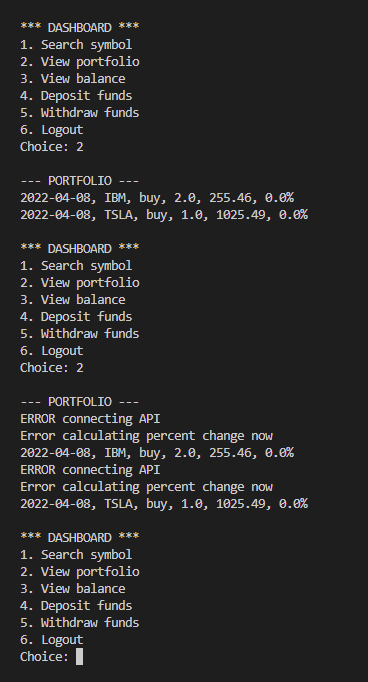 *** DASHBOARD ***
1. Search symbol
2. View portfolio
3. View balance
4. Deposit funds
5. Withdraw funds
6. Logout
Choice: 2
--- PORTFOLIO ---
2022-04-08, IBM, buy, 2.0, 255.46, 0.0%
2022-04-08, TSLA, buy, 1.0, 1025.49, 0.0%
*** DASHBOARD ***
1. Search symbol
2. View portfolio
3. View balance
4. Deposit funds
5. Withdraw funds
6. Logout
Choice: 2
--- PORTFOLIO ---
ERROR connecting API
Error calculating percent change now
2022-04-08, IBM, buy, 2.0, 255.46, 0.0%
ERROR connecting API
Error calculating percent change now
2022-04-08, TSLA, buy, 1.0, 1025.49, 0.0%
*** DASHBOARD ***
1. Search symbol
2. View portfolio
3. View balance
4. Deposit funds
5. Withdraw funds
6. Logout
Choice: